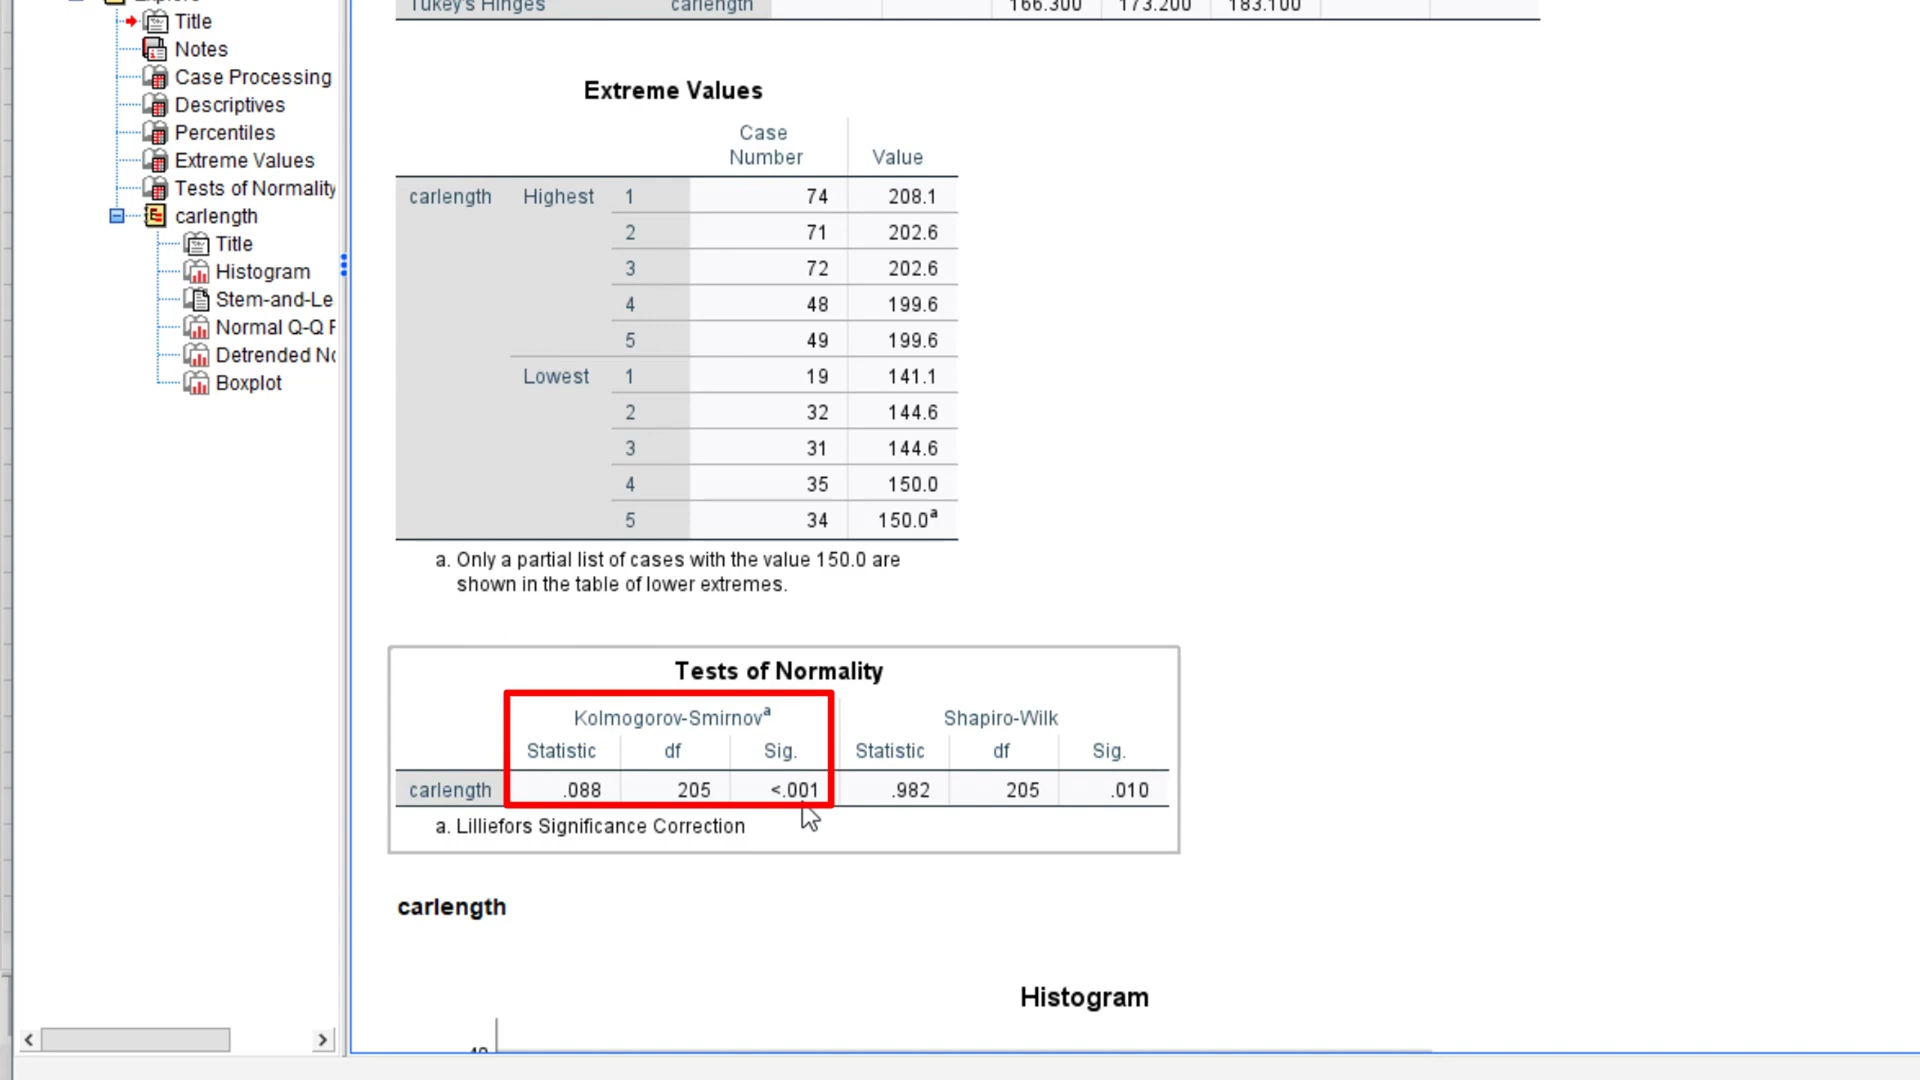 Title
Notes
Case Processing
Descriptives
Percentiles
Extreme Values
Tests of Normality
carlength
Title
Histogram
Stem-and-Le
Normal Q-Q
Detrended
Boxplot
Tukey's Hinges carlength 166.300 173.200 183.100
Extreme Values
Case
Number Value
carlength Highest 1 74 208.1
2 71 202.6
3 72 202.6
4 48 199.6
5 49 199.6
Lowest 1 19 141.1
2 32 144.6
3 31 144.6
4 35 150.0
5 34 150.0a
a. Only a partial list of cases with the value 150.0 are
shown in the table of lower extremes.
Tests of Normality
Kolmogorov-Smirnova Shapiro-Wilk
Statistic df Sig. Statistic df Sig.
carlength .088 205 <.001 .982 205 .010
a. Lilliefors Significance Correction
carlength
Histogram